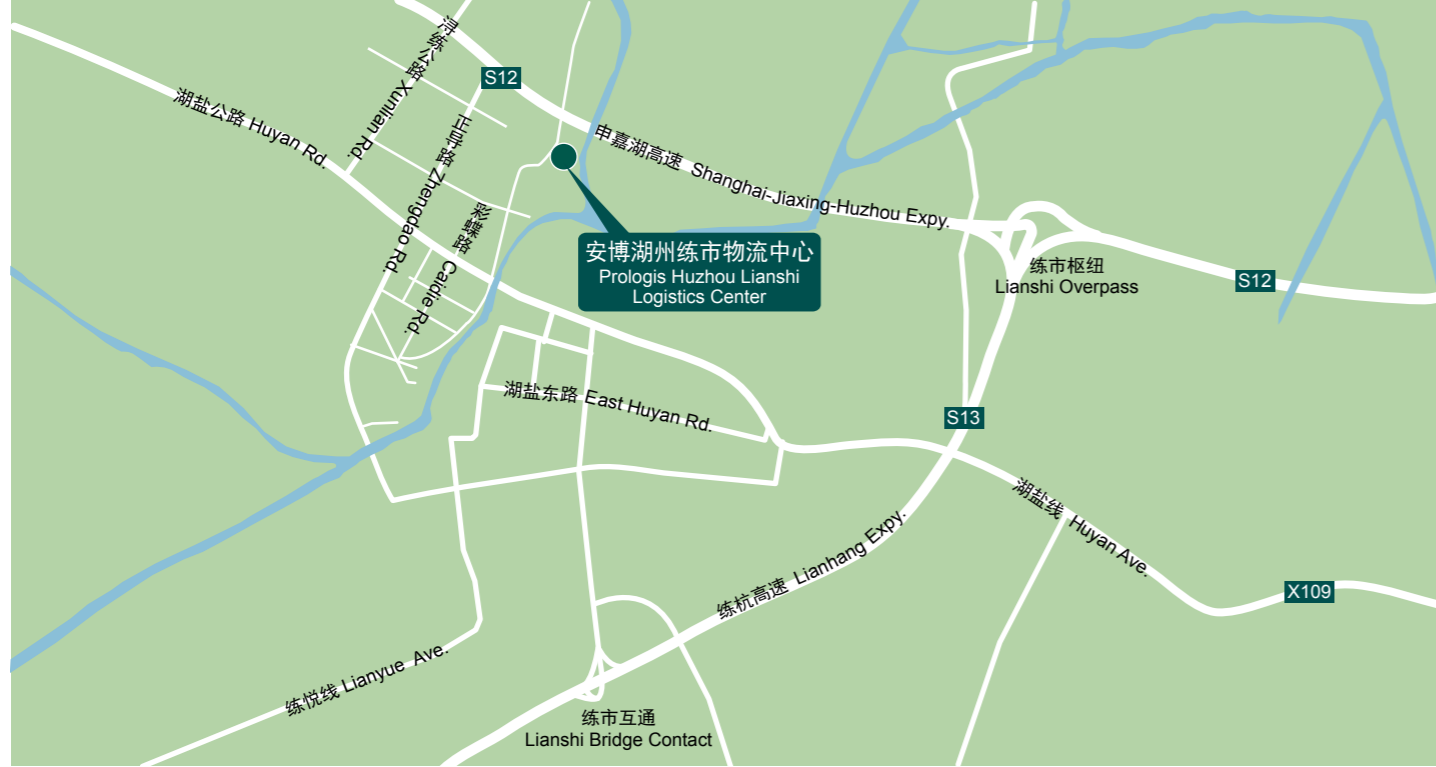 浔练公路 Xunlian Rd.
S12
湖盐公路 Huyan Rd.
正导路 Zhengdao Rd.
彩蝶路 Caidie Rd.
申嘉湖高速 Shanghai-Jiaxing-Huzhou Expy.
安博湖州练市物流中心
Prologis Huzhou Lianshi
Logistics Center
练市枢纽
Lianshi Overpass
S12
湖盐东路 East Huyan Rd.
S13
湖盐线 Huyan Ave.
练杭高速 Lianhang Expy.
X109
练悦线 Lianyue Ave.
练市互通
Lianshi Bridge Contact